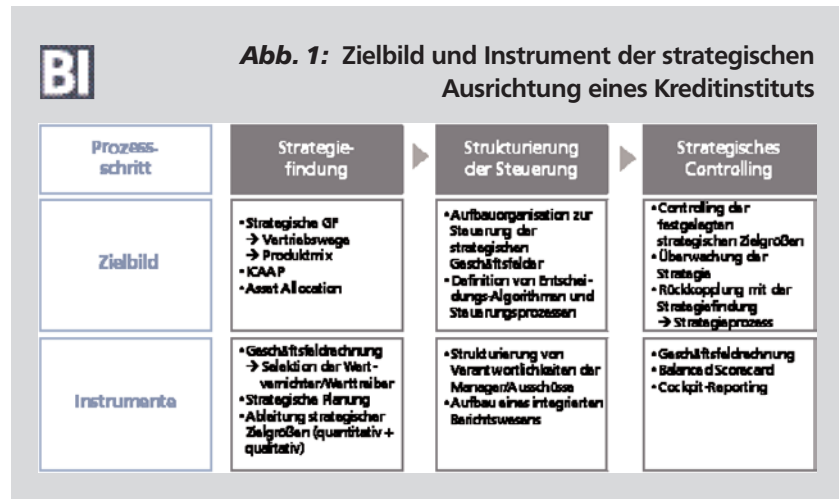 BI
Abb. 1: Zielbild und Instrument der strategischen
Ausrichtung eines Kreditinstituts
Prozess-
schritt
Strategie-
findung
Strukturierung
der Steuerung
Strategisches
Controlling
Zielbild
•Strategische GF
→ Vertriebswege
→ Produktmix
•ICAAP
•Asset Allocation
•Aufbauorganisation zur
Steuerung der
strategischen
Geschäftsfelder
•Definition von Entschei-
dungs-Algorithmen und
Steuerungsprozessen
•Controlling der
festgelegten
strategischen Zielgrößen
•Überwachung der
Strategie
•Rückkopplung mit der
Strategiefindung
→ Strategieprozess
Instrumente
•Geschäftsfeldrechnung
→ Selektion der Wert-
vernichter/Werttreiber
•Strategische Planung
•Ableitung strategischer
Zielgrößen (quantitativ +
qualitativ)
•Strukturierung von
Verantwortlichkeiten der
Manager/Ausschüsse
•Aufbau eines integrierten
Berichtswesens
•Geschäftsfeldrechnung
•Balanced Scorecard
•Cockpit-Reporting